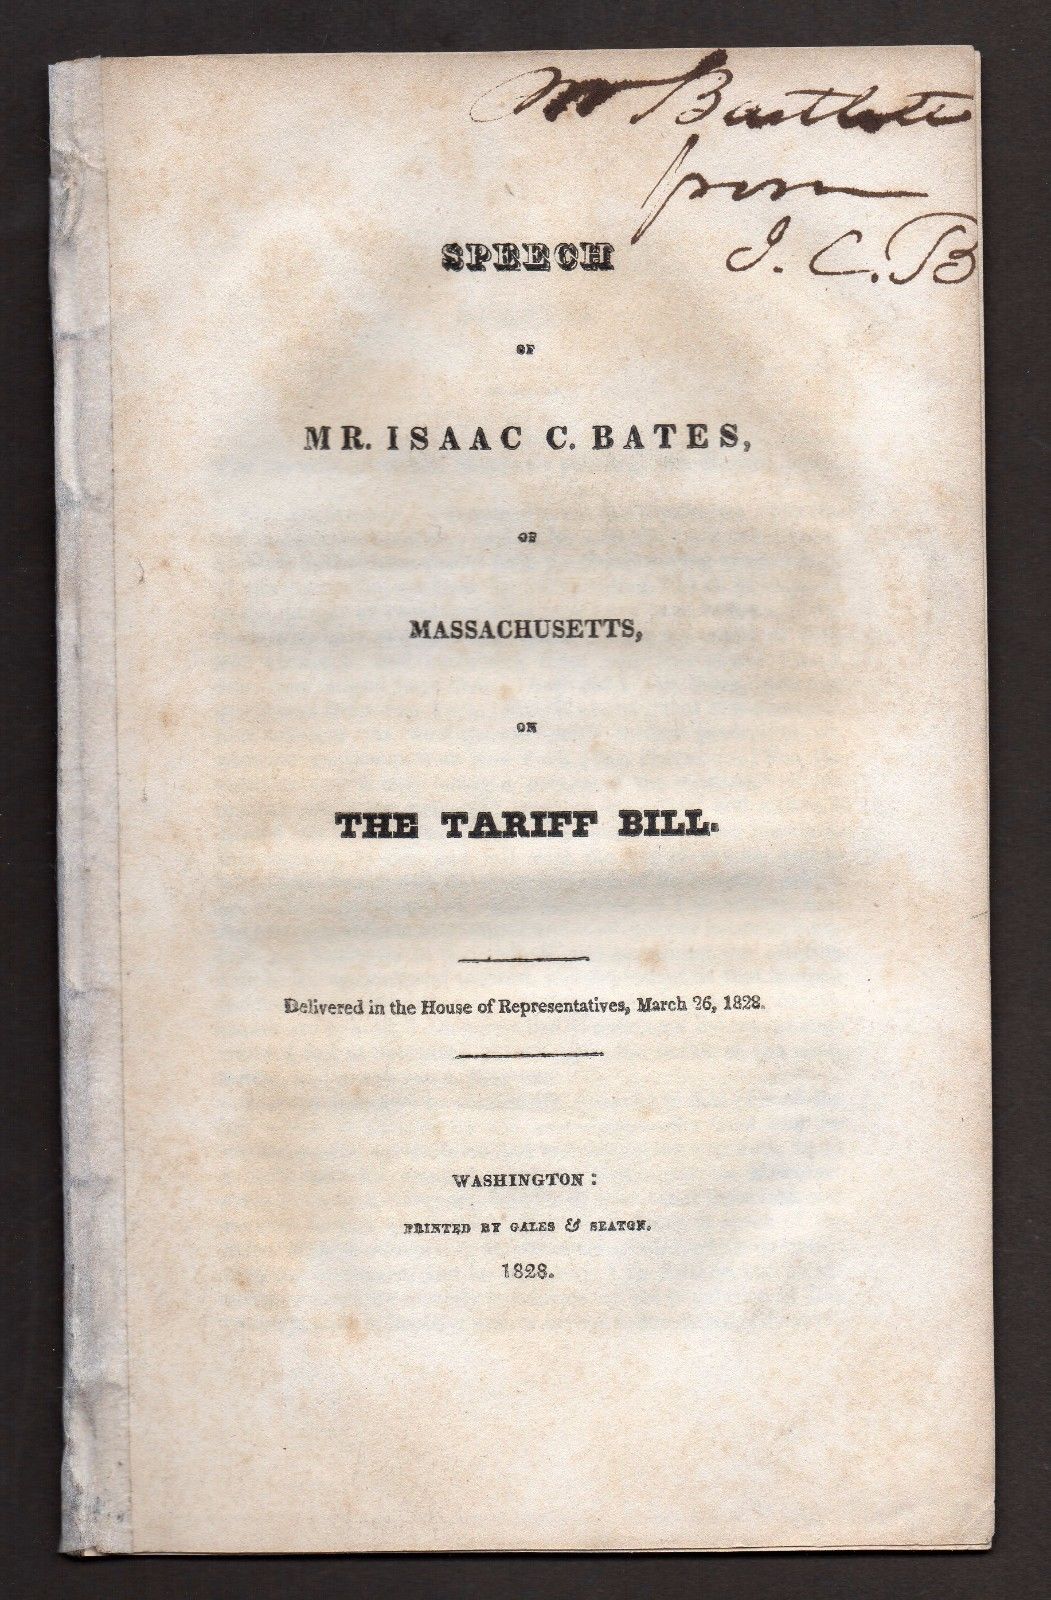 Mr Bartlett
from
I. C. B
SPEECH
OF
MR. ISAAC C. BATES,
OF
MASSACHUSETTS,
ON
THE TARIFF BILL.
Delivered in the House of Representatives, March 26, 1828.
WASHINGTON:
PRINTED BY GALES & SEATON.
1828.